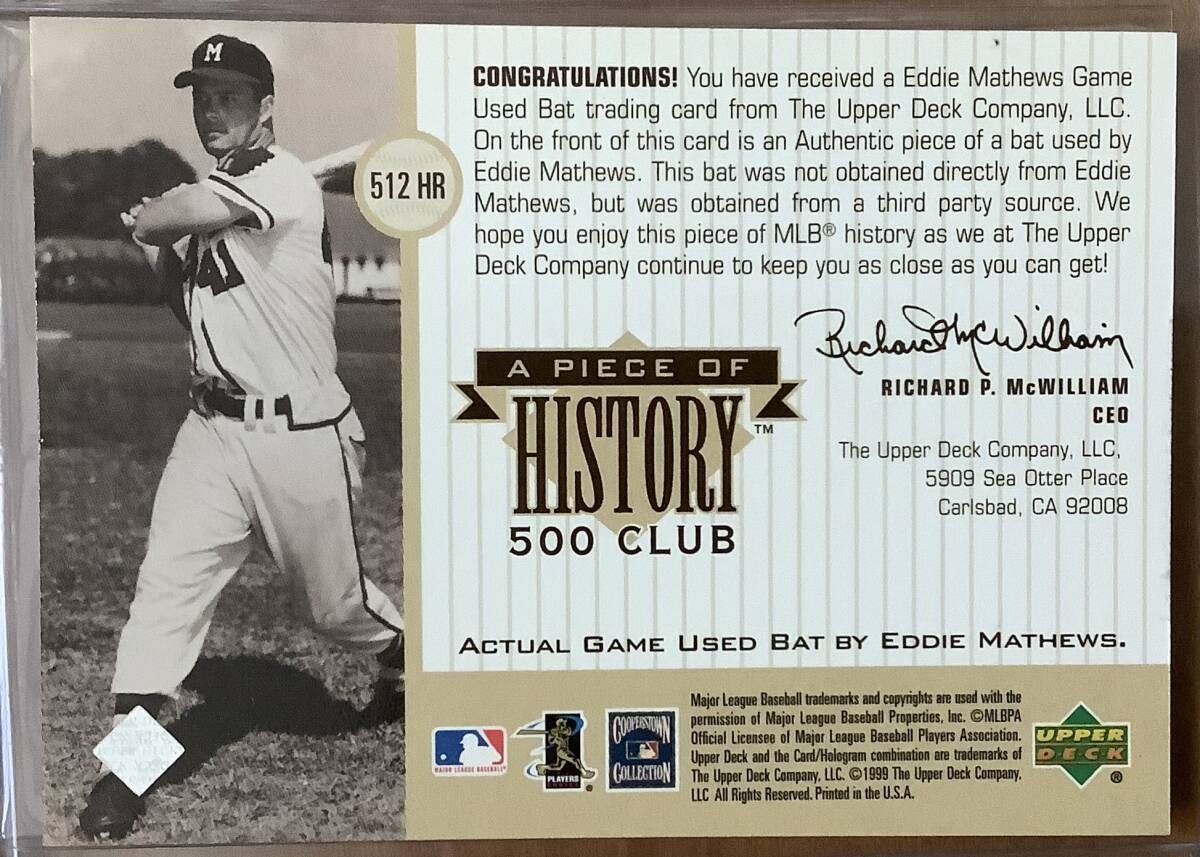 M
512 HR
CONGRATULATIONS! You have received a Eddie Mathews Game
Used Bat trading card from The Upper Deck Company, LLC.
On the front of this card is an Authentic piece of a bat used by
Eddie Mathews. This bat was not obtained directly from Eddie
Mathews, but was obtained from a third party source. We
hope you enjoy this piece of MLB® history as we at The Upper
Deck Company continue to keep you as close as you can get!
Richard McWilliam
RICHARD P. McWILLIAM
CEO
The Upper Deck Company, LLC,
5909 Sea Otter Place
Carlsbad, CA 92008
A PIECE OF
HISTORY™
500 CLUB
ACTUAL GAME USED BAT BY EDDIE MATHEWS.
MAJOR LEAGUE BASEBALL®
PLAYERS
CHOICE®
COOPERSTOWN
COLLECTION
Major League Baseball trademarks and copyrights are used with the
permission of Major League Baseball Properties, Inc. ©MLBPA
Official Licensee of Major League Baseball Players Association.
Upper Deck and the Card/Hologram combination are trademarks of
The Upper Deck Company, LLC. ©1999 The Upper Deck Company,
LLC All Rights Reserved. Printed in the U.S.A.
UPPER
DECK®